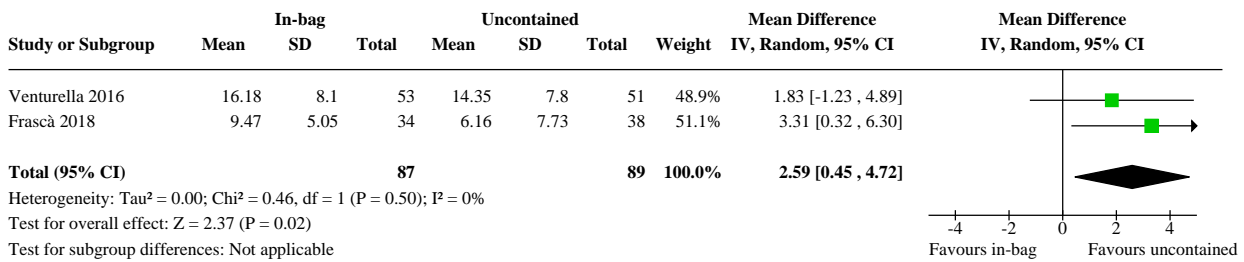 In-bag Uncontained Mean Difference Mean Difference
Study or Subgroup Mean SD Total Mean SD Total Weight IV, Random, 95% CI IV, Random, 95% CI
Venturella 2016 16.18 8.1 53 14.35 7.8 51 48.9% 1.83 [-1.23 , 4.89]
Frascà 2018 9.47 5.05 34 6.16 7.73 38 51.1% 3.31 [0.32 , 6.30]
Total (95% CI) 87 89 100.0% 2.59 [0.45 , 4.72]
Heterogeneity: Tau² = 0.00; Chi² = 0.46, df = 1 (P = 0.50); I² = 0%
Test for overall effect: Z = 2.37 (P = 0.02)
Test for subgroup differences: Not applicable
-4 -2 0 2 4
Favours in-bag Favours uncontained